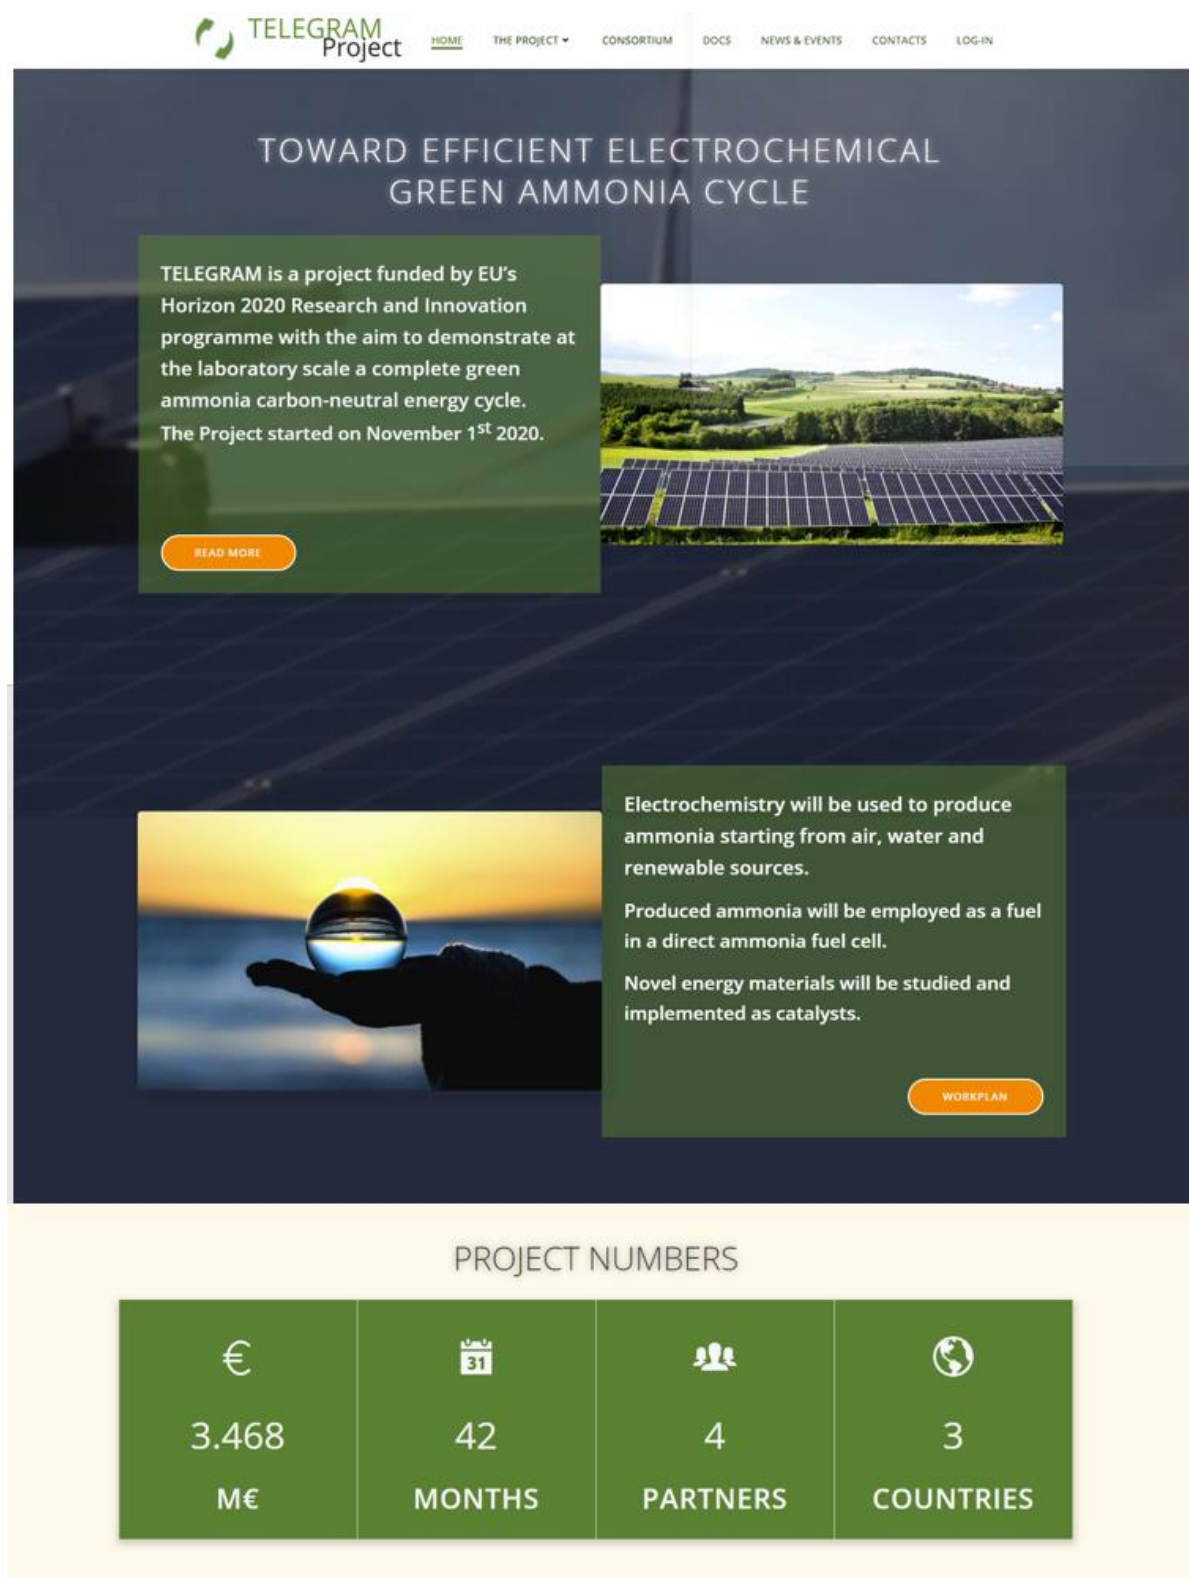 TELEGRAM
Project
HOME THE PROJECT CONSORTIUM DOCS NEWS & EVENTS CONTACTS LOG-IN
TOWARD EFFICIENT ELECTROCHEMICAL
GREEN AMMONIA CYCLE
TELEGRAM is a project funded by EU's
Horizon 2020 Research and Innovation
programme with the aim to demonstrate at
the laboratory scale a complete green
ammonia carbon-neutral energy cycle.
The Project started on November 1st 2020.
READ MORE
Electrochemistry will be used to produce
ammonia starting from air, water and
renewable sources.
Produced ammonia will be employed as a fuel
in a direct ammonia fuel cell.
Novel energy materials will be studied and
implemented as catalysts.
WORKPLAN
PROJECT NUMBERS
€ 31
3.468 42 4 3
M€ MONTHS PARTNERS COUNTRIES